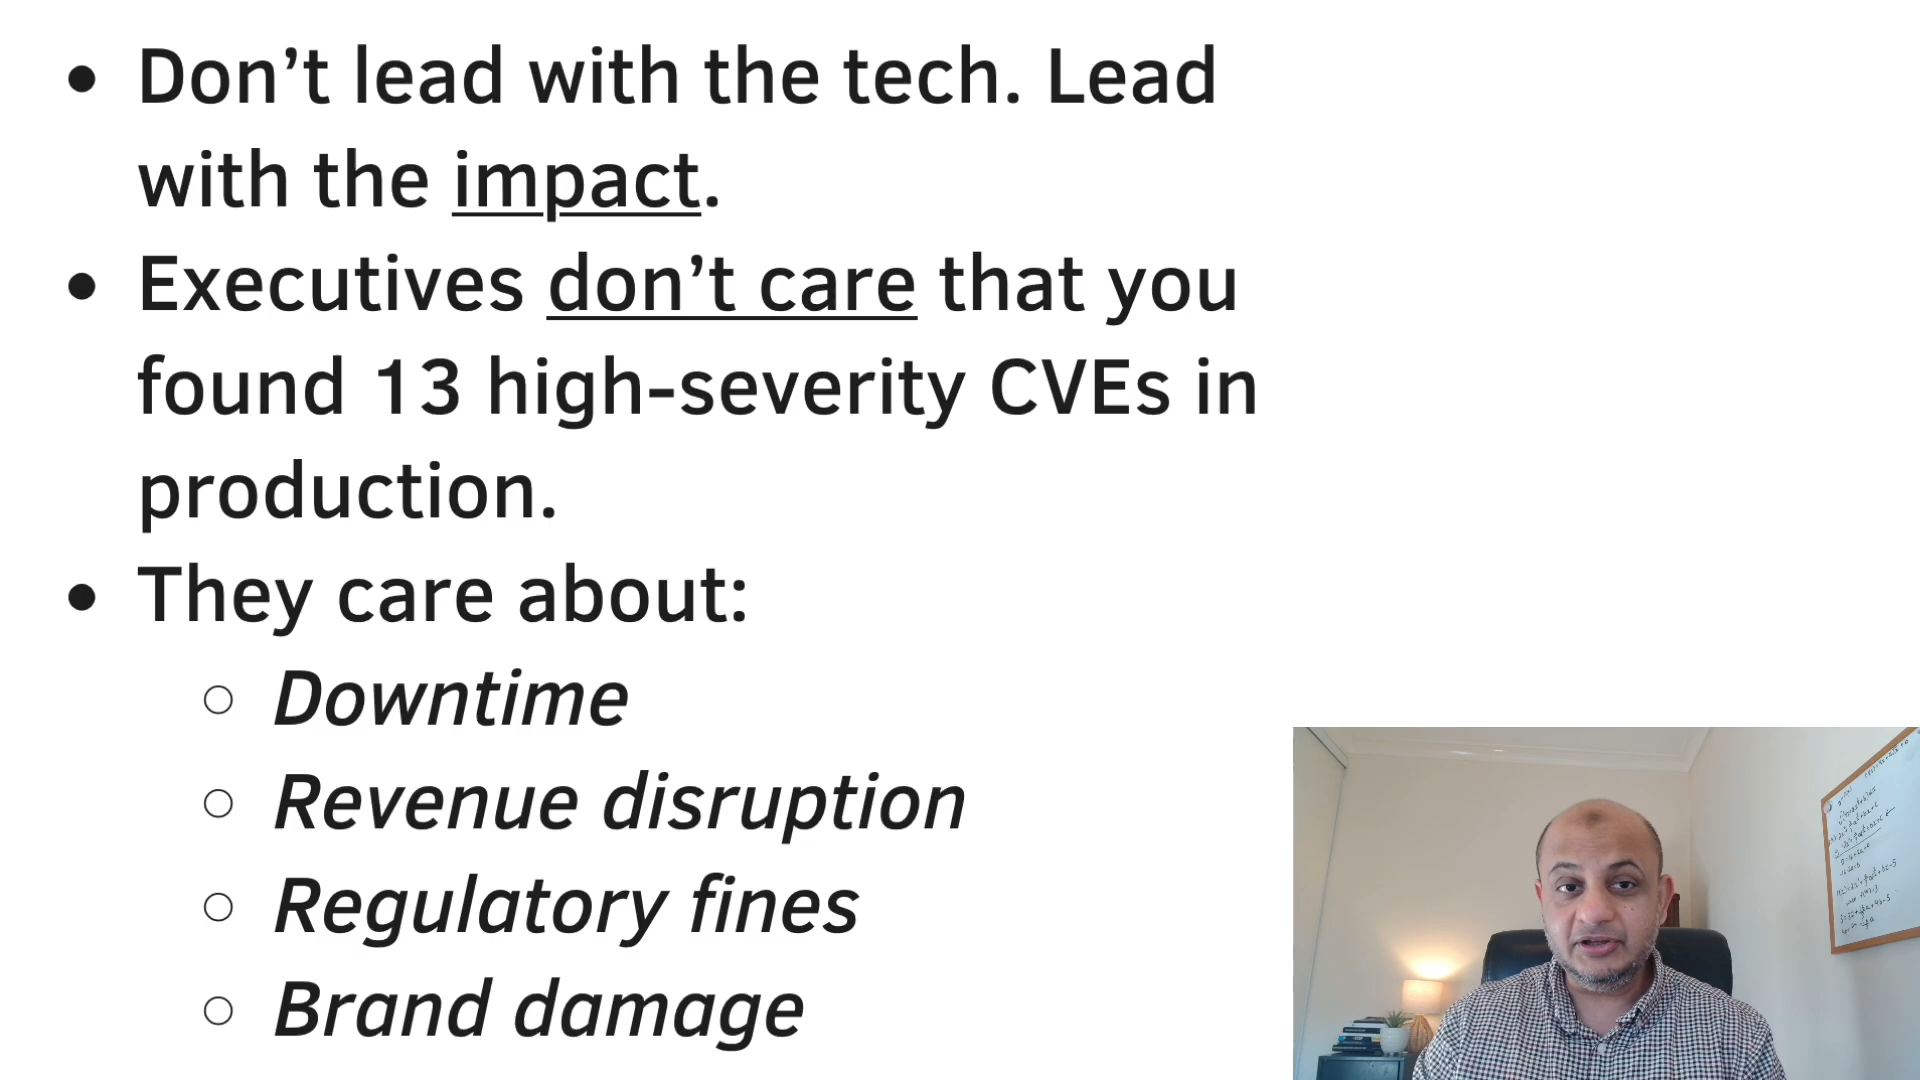 Don’t lead with the tech. Lead
with the impact.
Executives don’t care that you
found 13 high-severity CVEs in
production.
They care about:
Downtime
Revenue disruption
Regulatory fines
Brand damage